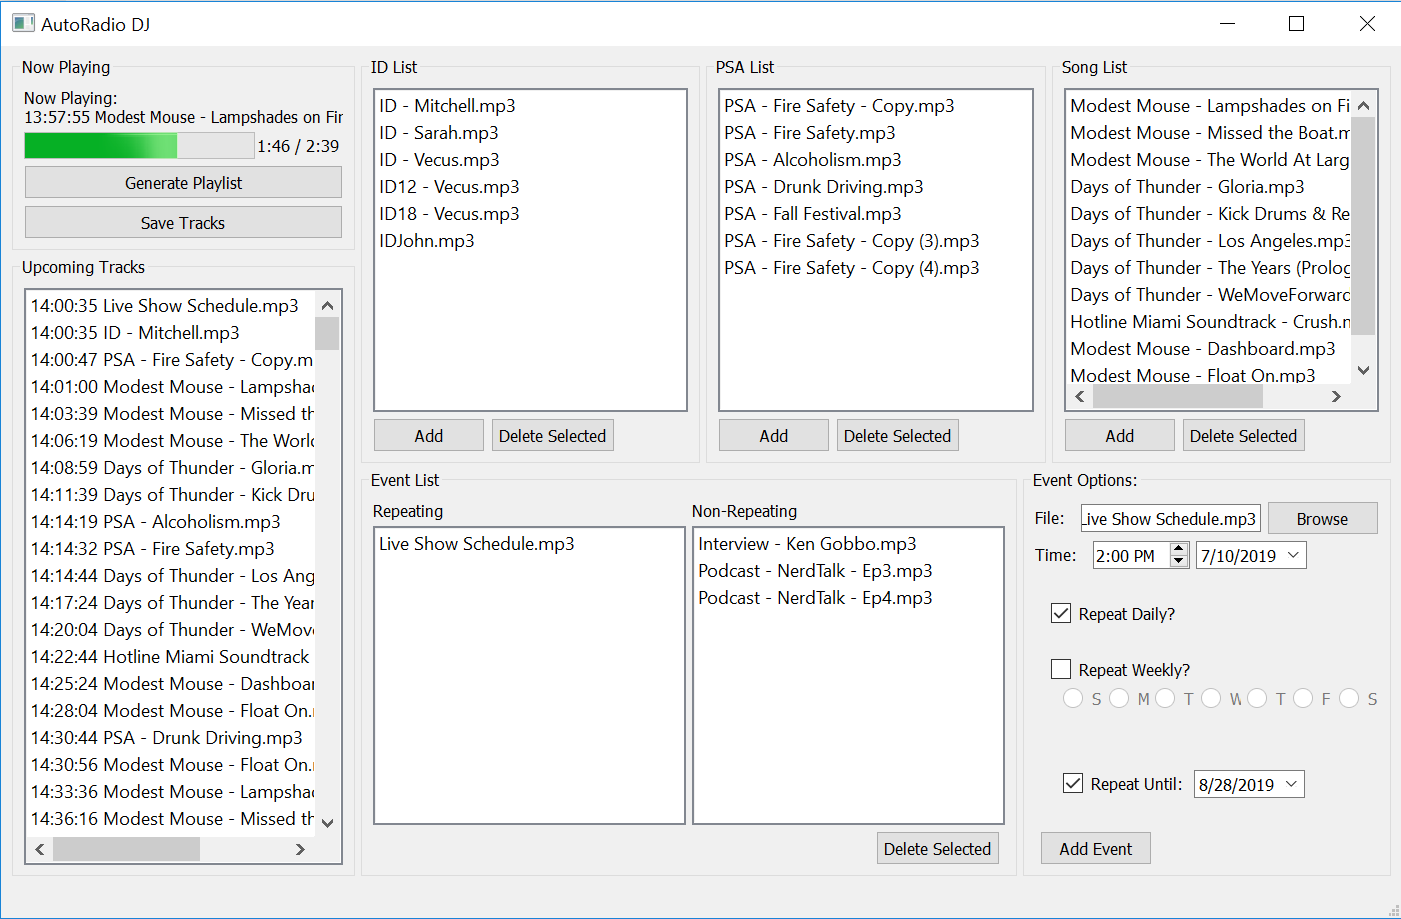 AutoRadio DJ
Now Playing
Now Playing:
13:57:55 Modest Mouse - Lampshades on Fir
1:46 / 2:39
Generate Playlist
Save Tracks
Upcoming Tracks
14:00:35 Live Show Schedule.mp3
14:00:35 ID - Mitchell.mp3
14:00:47 PSA - Fire Safety - Copy.m
14:01:00 Modest Mouse - Lampshad
14:03:39 Modest Mouse - Missed th
14:06:19 Modest Mouse - The World
14:08:59 Days of Thunder - Gloria.m
14:11:39 Days of Thunder - Kick Dru
14:14:19 PSA - Alcoholism.mp3
14:14:32 PSA - Fire Safety.mp3
14:14:44 Days of Thunder - Los Ang
14:17:24 Days of Thunder - The Year
14:20:04 Days of Thunder - WeMove
14:22:44 Hotline Miami Soundtrack
14:25:24 Modest Mouse - Dashboar
14:28:04 Modest Mouse - Float On.
14:30:44 PSA - Drunk Driving.mp3
14:30:56 Modest Mouse - Float On.
14:33:36 Modest Mouse - Lampshad
14:36:16 Modest Mouse - Missed th
ID List
ID - Mitchell.mp3
ID - Sarah.mp3
ID - Vecus.mp3
ID12 - Vecus.mp3
ID18 - Vecus.mp3
IDJohn.mp3
Add
Delete Selected
PSA List
PSA - Fire Safety - Copy.mp3
PSA - Fire Safety.mp3
PSA - Alcoholism.mp3
PSA - Drunk Driving.mp3
PSA - Fall Festival.mp3
PSA - Fire Safety - Copy (3).mp3
PSA - Fire Safety - Copy (4).mp3
Add
Delete Selected
Song List
Modest Mouse - Lampshades on Fi
Modest Mouse - Missed the Boat.m
Modest Mouse - The World At Larg
Days of Thunder - Gloria.mp3
Days of Thunder - Kick Drums & Re
Days of Thunder - Los Angeles.mp3
Days of Thunder - The Years (Prolog
Days of Thunder - WeMoveForward
Hotline Miami Soundtrack - Crush.m
Modest Mouse - Dashboard.mp3
Modest Mouse - Float On.mp3
Add
Delete Selected
Event List
Repeating
Live Show Schedule.mp3
Non-Repeating
Interview - Ken Gobbo.mp3
Podcast - NerdTalk - Ep3.mp3
Podcast - NerdTalk - Ep4.mp3
Delete Selected
Event Options:
File: Live Show Schedule.mp3 Browse
Time: 2:00 PM 7/10/2019
Repeat Daily?
Repeat Weekly?
S M T W T F S
Repeat Until: 8/28/2019
Add Event